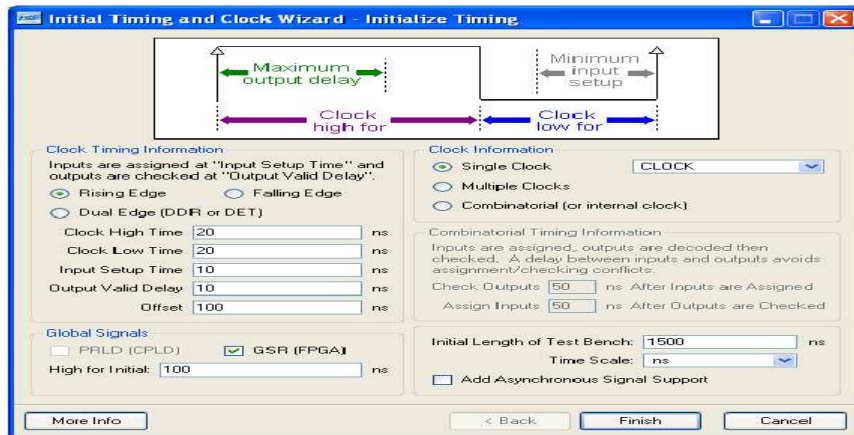 Initial Timing and Clock Wizard - Initialize Timing
Maximum output delay
Minimum input setup
Clock high for
Clock low for
Clock Timing Information
Inputs are assigned at "Input Setup Time" and
outputs are checked at "Output Valid Delay".
Rising Edge Falling Edge
Dual Edge (DDR or DET)
Clock High Time 20 ns
Clock Low Time 20 ns
Input Setup Time 10 ns
Output Valid Delay 10 ns
Offset 100 ns
Global Signals
PRLD (CPLD) GSR (FPGA)
High for Initial: 100 ns
Clock Information
Single Clock CLOCK
Multiple Clocks
Combinatorial (or internal clock)
Combinatorial Timing Information
Inputs are assigned, outputs are decoded then
checked. A delay between inputs and outputs avoids
assignment/checking conflicts.
Check Outputs 50 ns After Inputs are Assigned
Assign Inputs 50 ns After Outputs are Checked
Initial Length of Test Bench: 1500 ns
Time Scale: ns
Add Asynchronous Signal Support
More Info < Back Finish Cancel